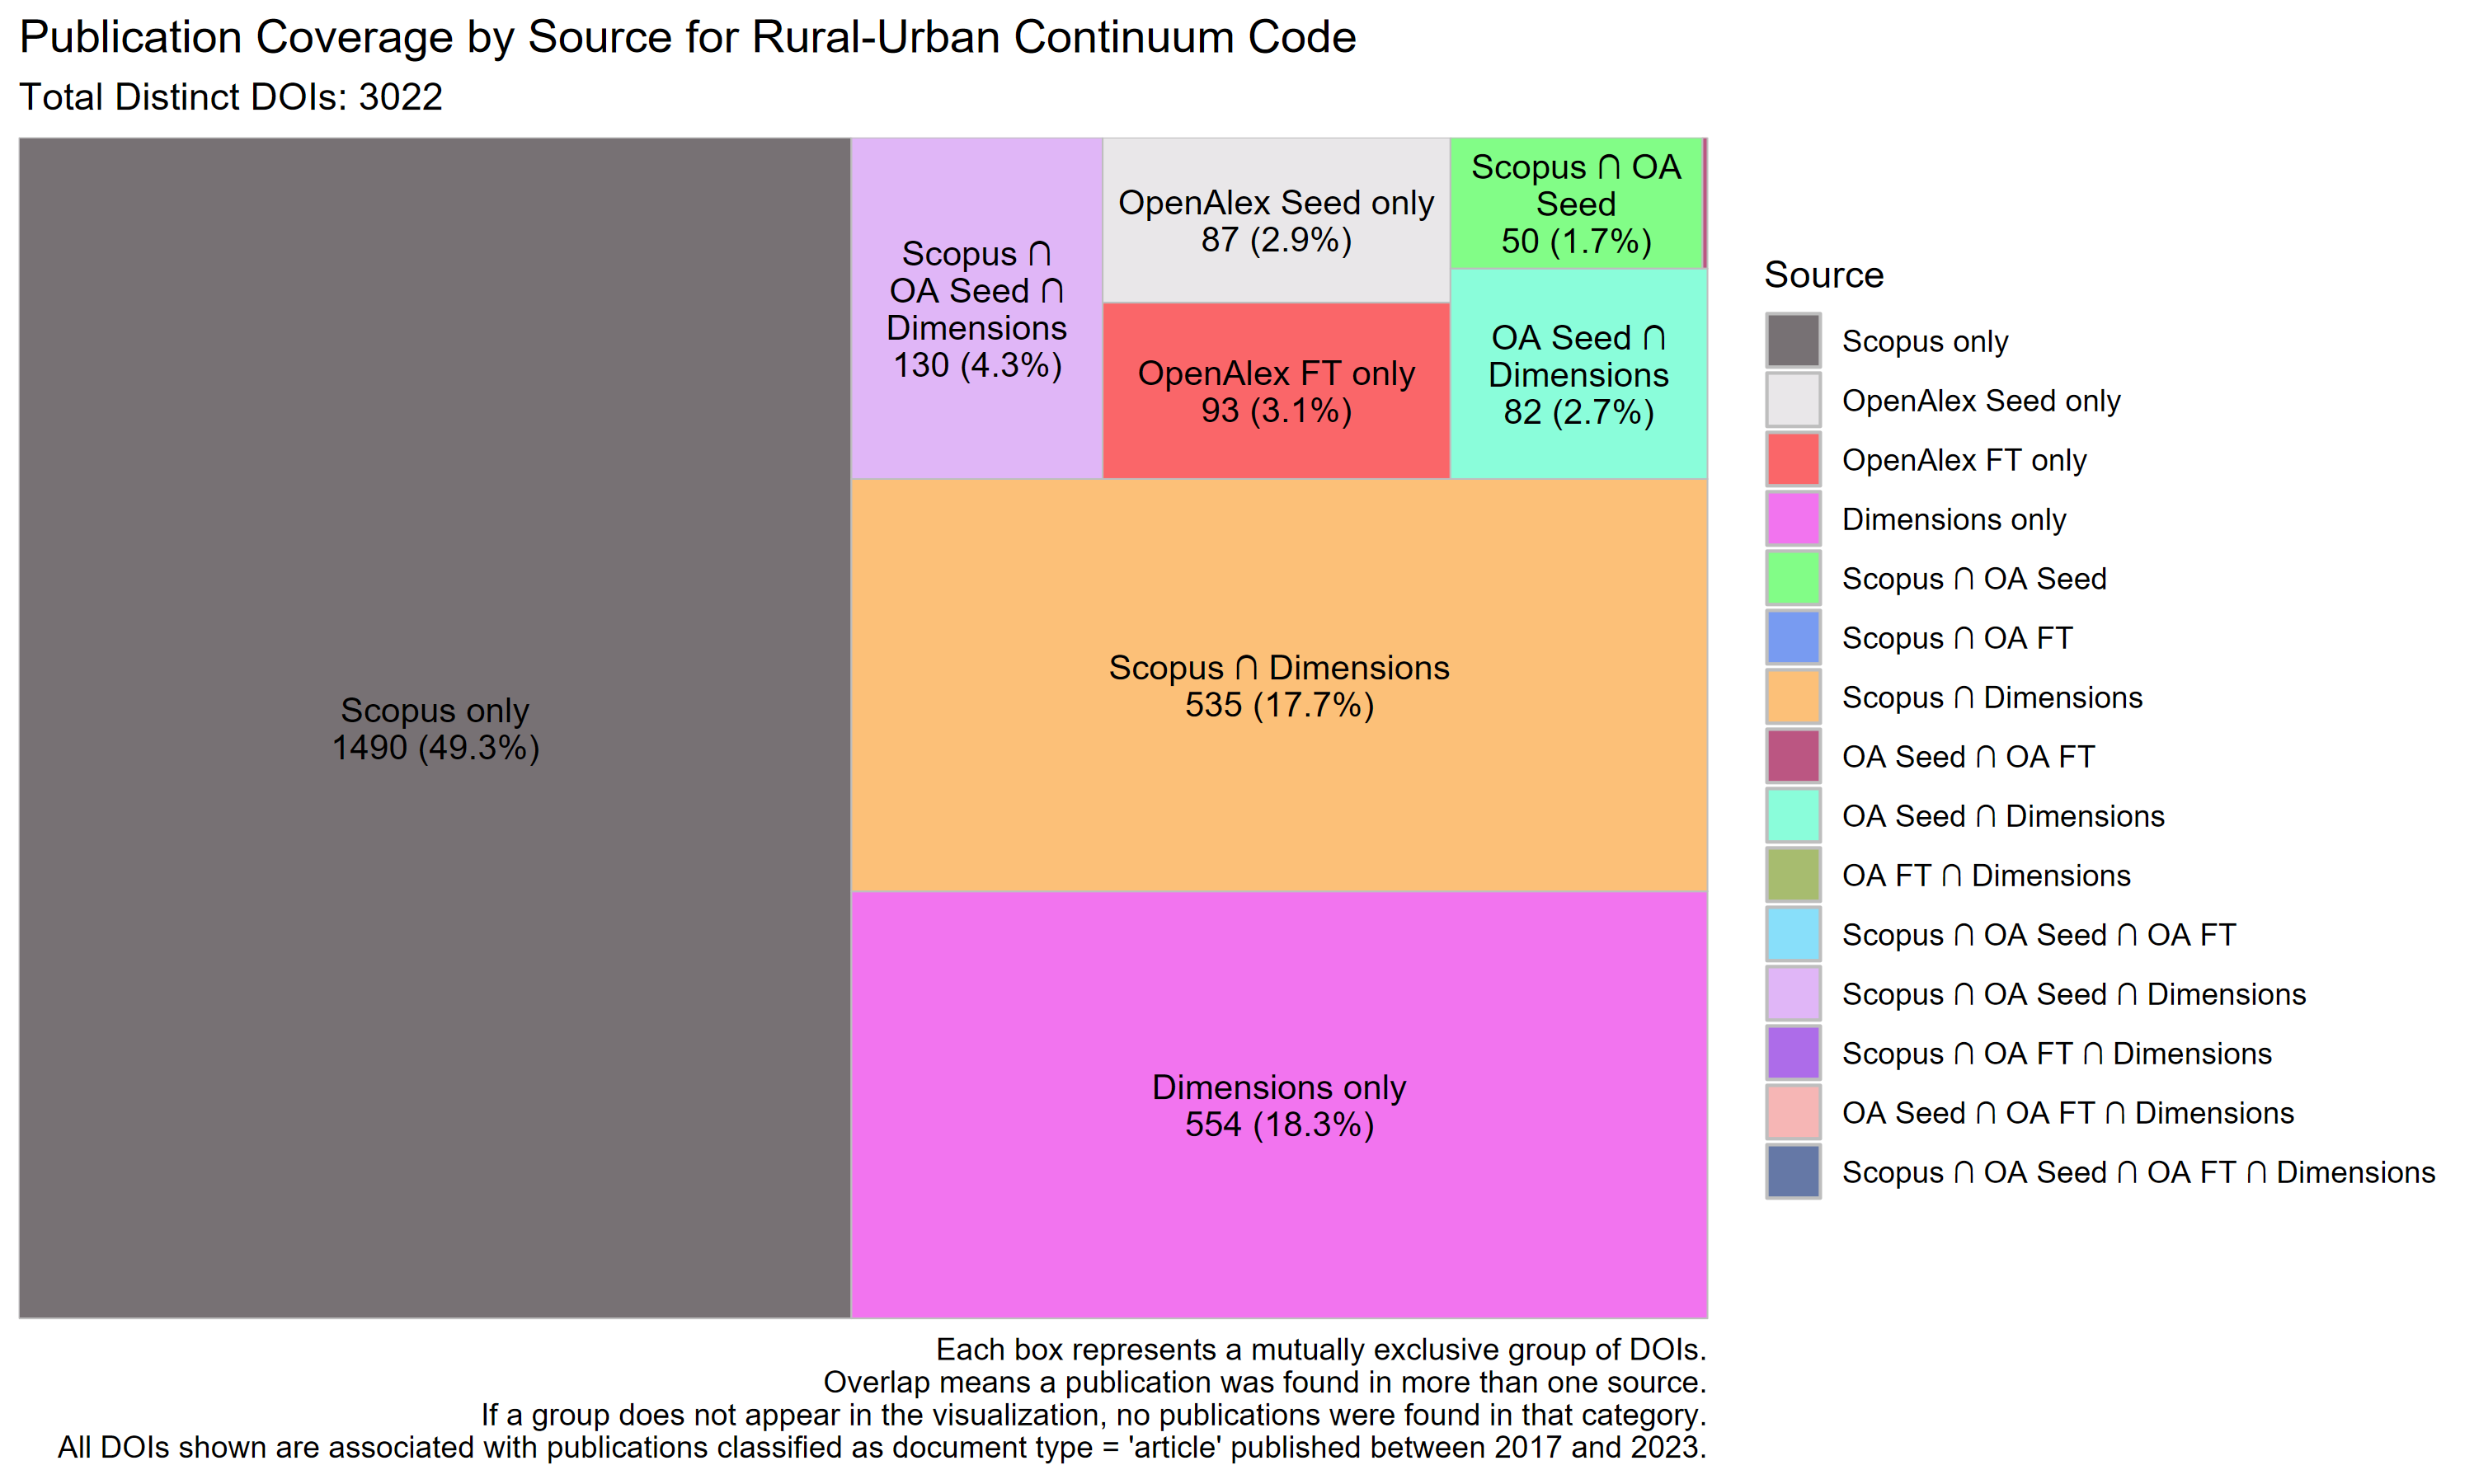 Publication Coverage by Source for Rural-Urban Continuum Code
Total Distinct DOIs: 3022
Scopus only
1490 (49.3%)
Scopus ∩
OA Seed ∩
Dimensions
130 (4.3%)
OpenAlex Seed only
87 (2.9%)
OpenAlex FT only
93 (3.1%)
Scopus ∩ OA
Seed
50 (1.7%)
OA Seed ∩
Dimensions
82 (2.7%)
Scopus ∩ Dimensions
535 (17.7%)
Dimensions only
554 (18.3%)
Source
Scopus only
OpenAlex Seed only
OpenAlex FT only
Dimensions only
Scopus ∩ OA Seed
Scopus ∩ OA FT
Scopus ∩ Dimensions
OA Seed ∩ OA FT
OA Seed ∩ Dimensions
OA FT ∩ Dimensions
Scopus ∩ OA Seed ∩ OA FT
Scopus ∩ OA Seed ∩ Dimensions
Scopus ∩ OA FT ∩ Dimensions
OA Seed ∩ OA FT ∩ Dimensions
Scopus ∩ OA Seed ∩ OA FT ∩ Dimensions
Each box represents a mutually exclusive group of DOIs.
Overlap means a publication was found in more than one source.
If a group does not appear in the visualization, no publications were found in that category.
All DOIs shown are associated with publications classified as document type = 'article' published between 2017 and 2023.